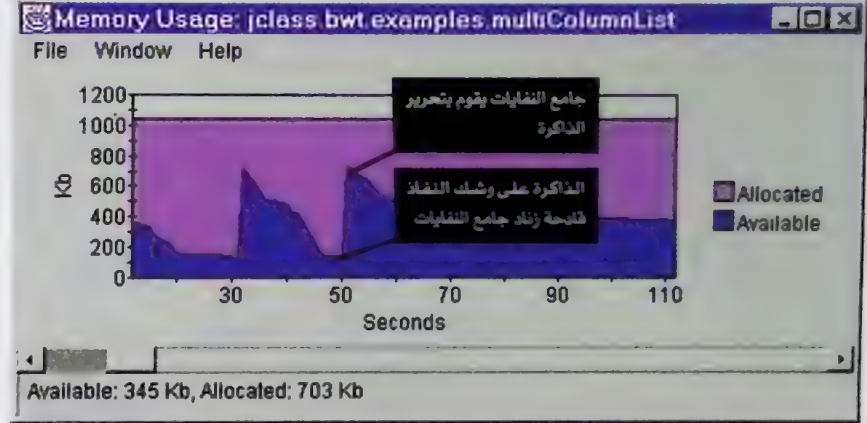 Memory Usage: jclass.bwt.examples.multiColumnList
File Window Help
1200
1000
800
600
400
200
0
Kb
جامع النفايات يقوم بتحرير
الذاكرة
الذاكرة على وشك النفاذ
قادحة زناد جامع النفايات
Allocated
Available
30 50 70 90 110
Seconds
Available: 345 Kb, Allocated: 703 Kb